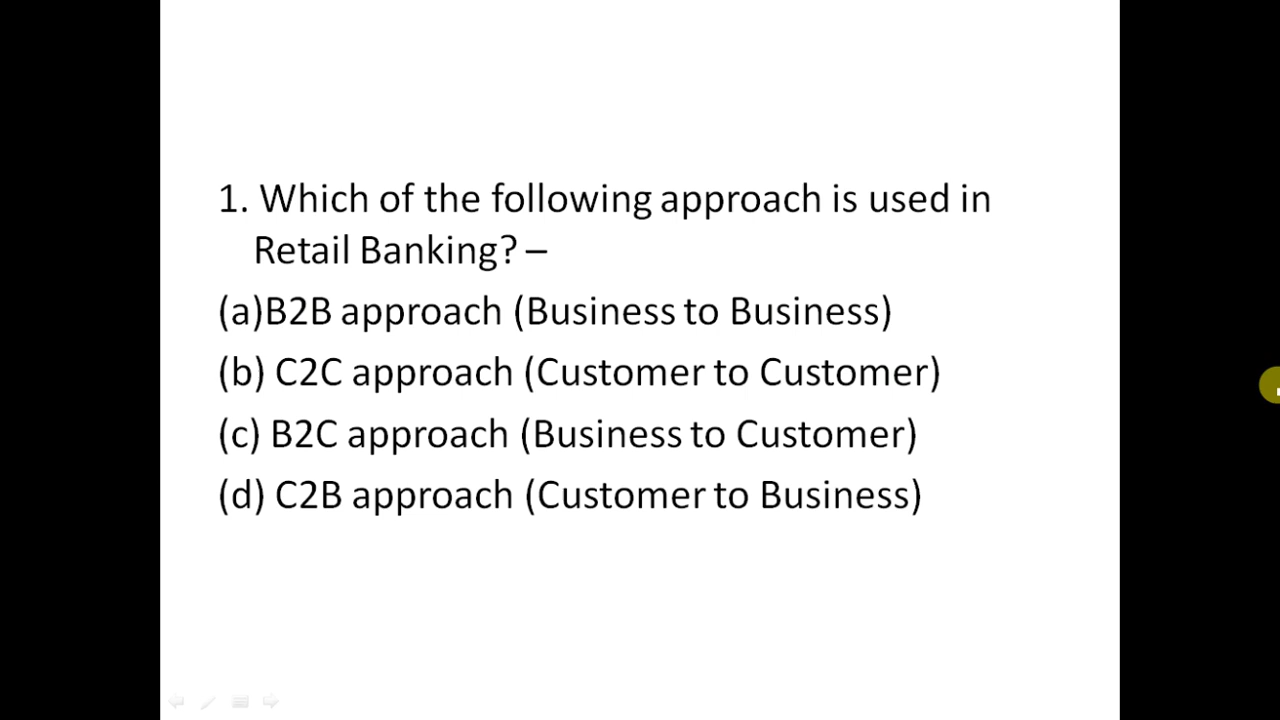 1. Which of the following approach is used in
Retail Banking? –
(a)B2B approach (Business to Business)
(b) C2C approach (Customer to Customer)
(c) B2C approach (Business to Customer)
(d) C2B approach (Customer to Business)